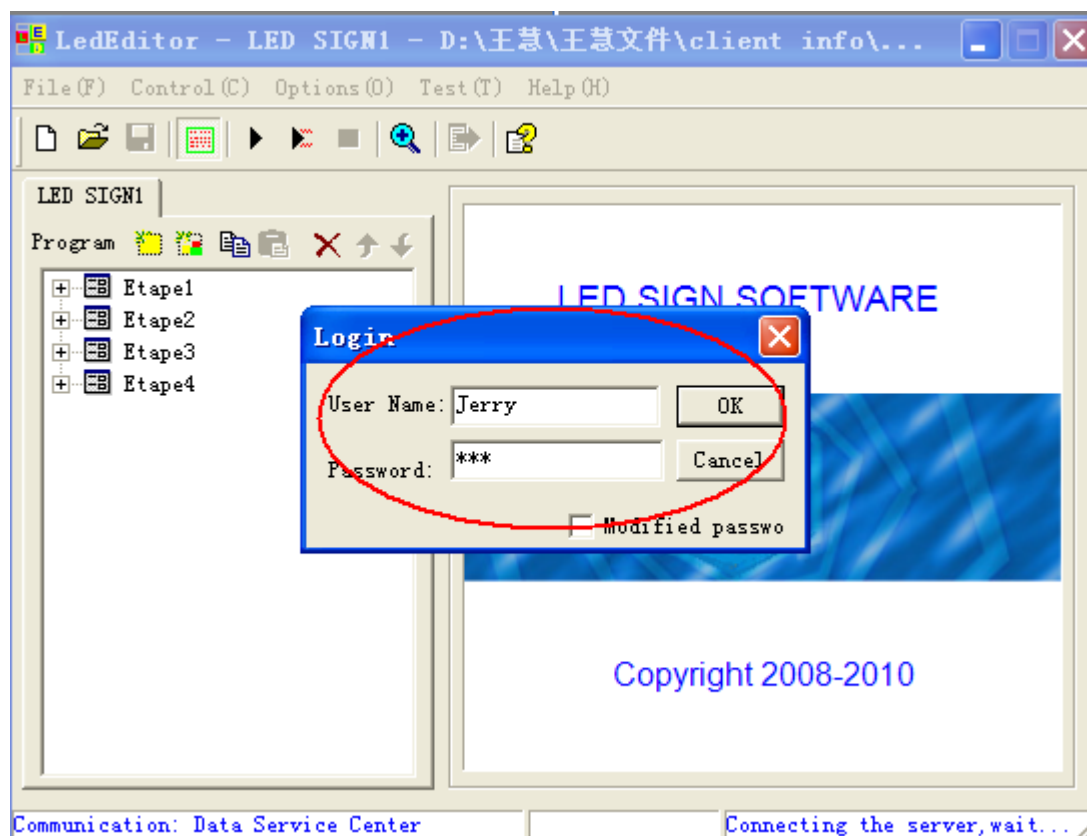 LedEditor - LED SIGN1 - D:\王慧\王慧文件\client info\...
File(F) Control(C) Options(O) Test(T) Help(H)
LED SIGN1
Program
Etape1
Etape2
Etape3
Etape4
LED SIGN SOFTWARE
Login
User Name: Jerry OK
Password: *** Cancel
Modified passwo
Copyright 2008-2010
Communication: Data Service Center Connecting the server,wait...